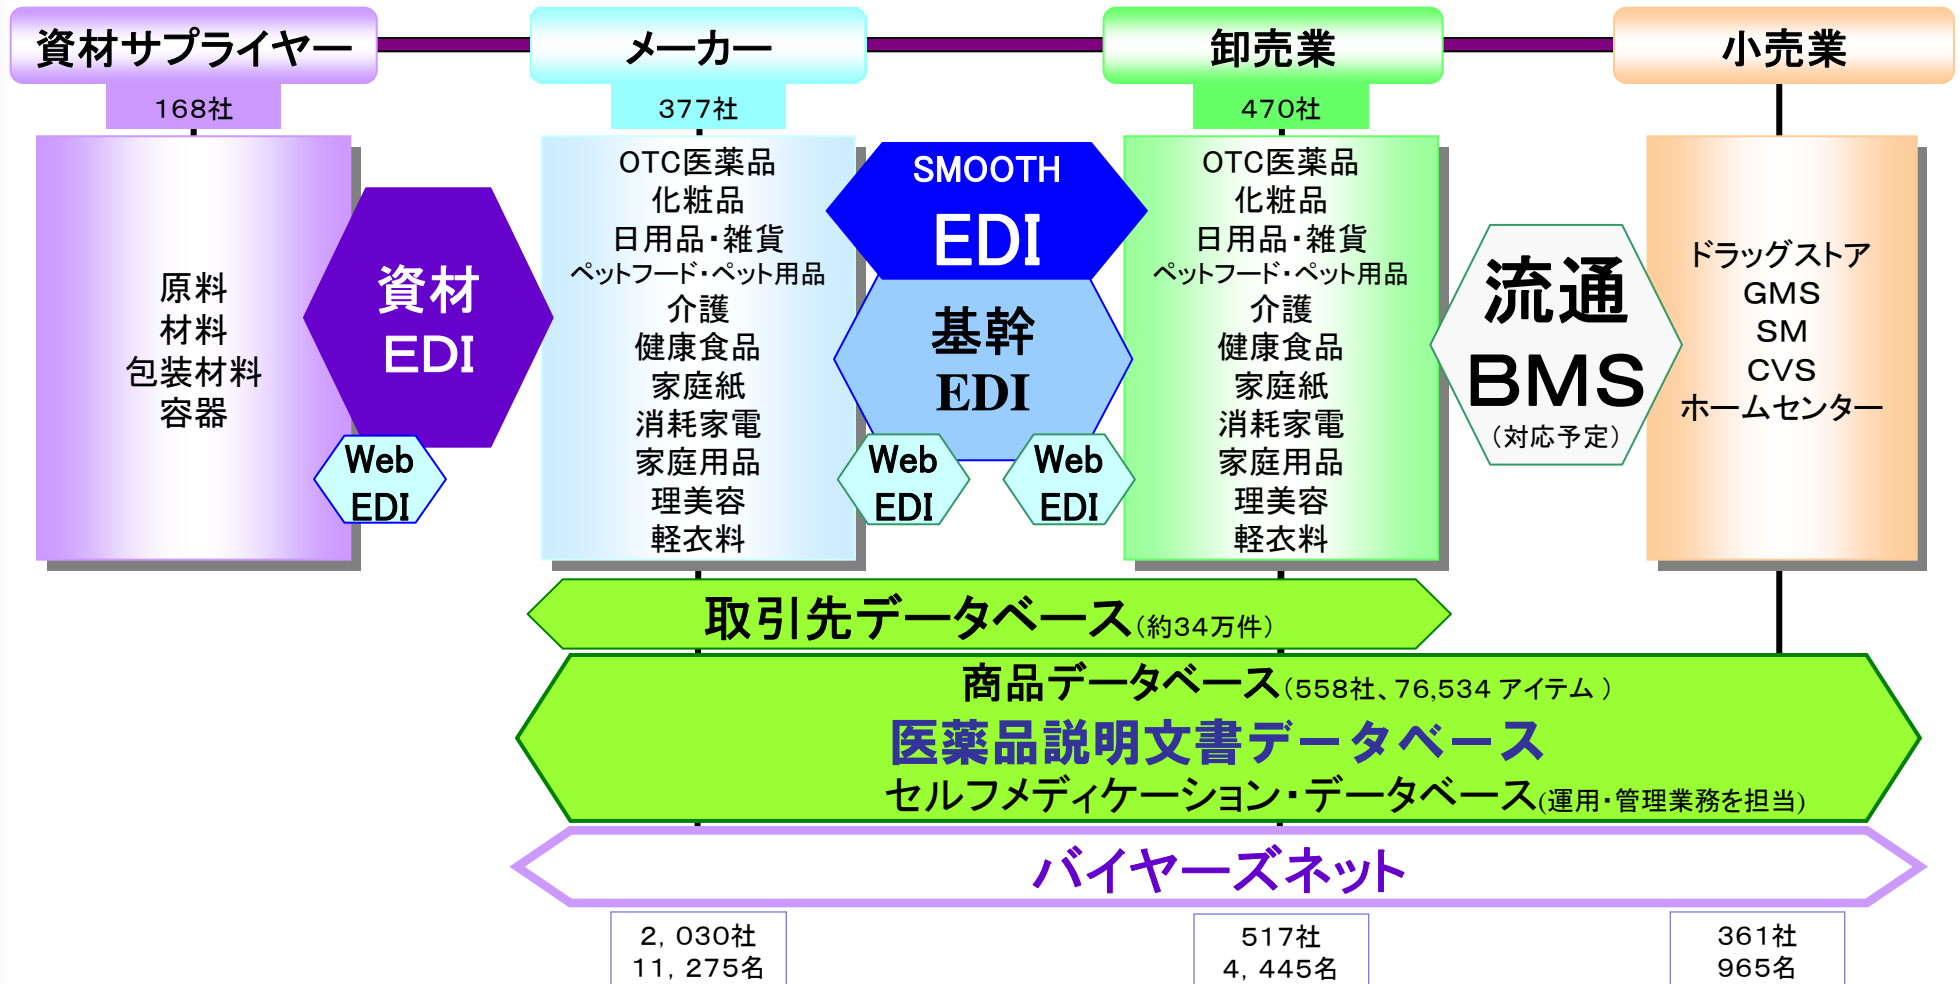 資材サプライヤー
メーカー
卸売業
小売業
168社
377社
470社
原料
材料
包装材料
容器
資材
EDI
Web
EDI
OTC医薬品
化粧品
日用品・雑貨
ペットフード・ペット用品
介護
健康食品
家庭紙
消耗家電
家庭用品
理美容
軽衣料
SMOOTH
EDI
基幹
EDI
Web
EDI
Web
EDI
OTC医薬品
化粧品
日用品・雑貨
ペットフード・ペット用品
介護
健康食品
家庭紙
消耗家電
家庭用品
理美容
軽衣料
流通
BMS
（対応予定）
ドラッグストア
GMS
SM
CVS
ホームセンター
取引先データベース（約34万件）
商品データベース（558社、76,534 アイテム ）
医薬品説明文書データベース
セルフメディケーション・データベース(運用・管理業務を担当)
バイヤーズネット
2, 030社
11, 275名
517社
4, 445名
361社
965名